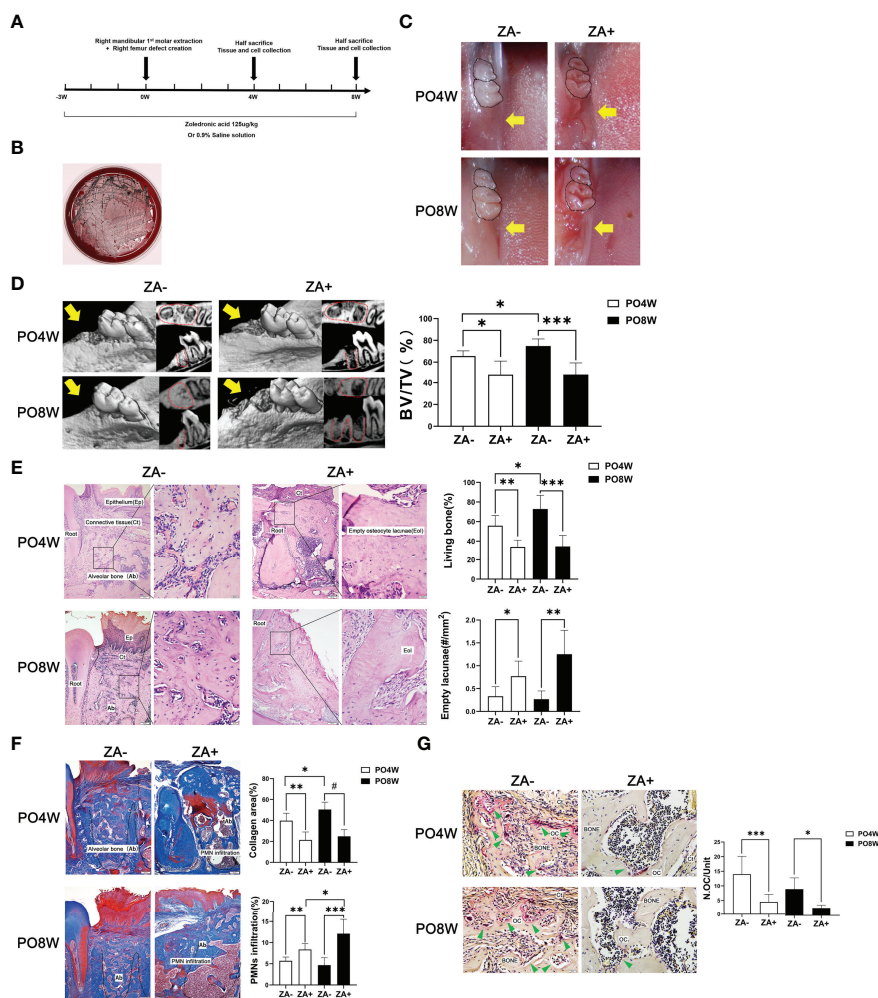 A
Right mandibular 1st molar extraction
+ Right femur defect creation
Half sacrifice
Tissue and cell collection
Half sacrifice
Tissue and cell collection
-3W
0W
4W
8W
Zoledronic acid 125ug/kg
Or 0.9% Saline solution
B
C
ZA-
ZA+
PO4W
PO8W
D
ZA-
ZA+
PO4W
PO8W
BV/TV( %)
100
80
60
40
20
0
*
*
***
ZA-
ZA+
ZA-
ZA+
PO4W
PO8W
E
ZA-
ZA+
PO4W
Epithelium(Ep)
Connective tissue(Ct)
Root
Alveolar bone (Ab)
Ct
Root
Empty osteocyte lacunae(Eol)
PO8W
Ep
Ct
Root
Ab
Root
Eol
Living bone(%)
100
80
60
40
20
0
*
**
***
ZA-
ZA+
ZA-
ZA+
PO4W
PO8W
Empty lacunae(#/mm²)
2.0
1.5
1.0
0.5
0.0
*
**
ZA-
ZA+
ZA-
ZA+
F
ZA-
ZA+
PO4W
Alveolar bone (Ab)
Ab
PMN infiltration
PO8W
Ab
Ab
PMN infiltration
Collagen area(%)
80
60
40
20
0
*
**
#
ZA-
ZA+
ZA-
ZA+
PO4W
PO8W
PMNs infiltration(%)
20
15
10
5
0
*
**
***
ZA-
ZA+
ZA-
ZA+
G
ZA-
ZA+
PO4W
OC
BONE
BONE
OC
Ct
PO8W
OC
BONE
BONE
OC
N.OC/Unit
25
20
15
10
5
0
***
*
ZA-
ZA+
ZA-
ZA+
PO4W
PO8W